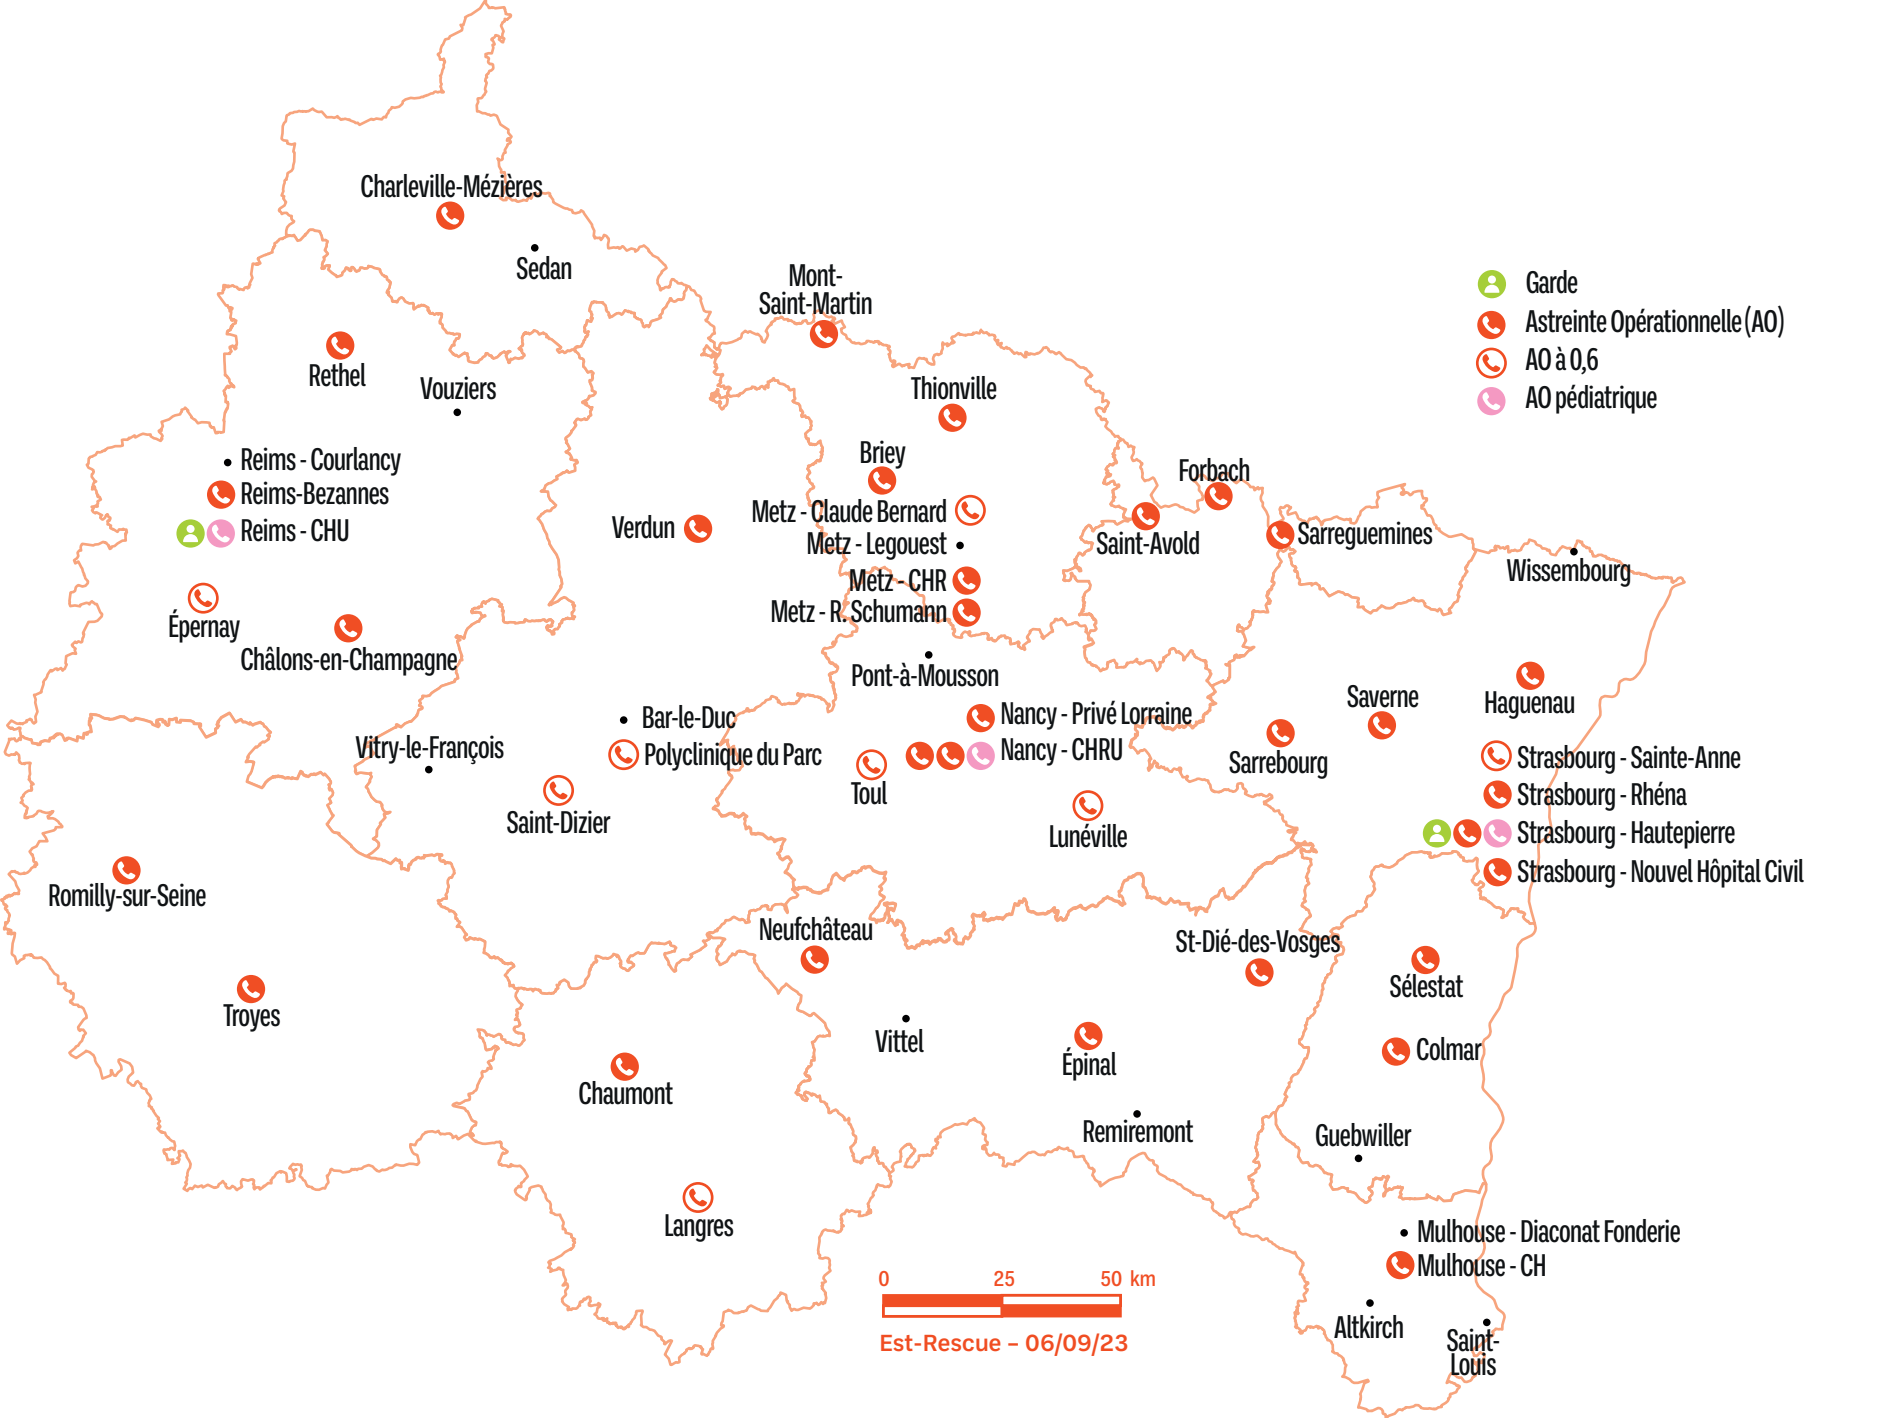 Charleville-Mézières
Sedan
Mont-
Saint-Martin
Garde
Astreinte Opérationnelle (AO)
AO à 0,6
AO pédiatrique
Rethel
Vouziers
Thionville
Briey
Forbach
Reims - Courlancy
Reims-Bezannes
Reims - CHU
Verdun
Metz - Claude Bernard
Metz - Legouest
Metz - CHR
Metz - R. Schumann
Saint-Avold
Sarreguemines
Wissembourg
Épernay
Châlons-en-Champagne
Pont-à-Mousson
Saverne
Haguenau
Bar-le-Duc
Polyclinique du Parc
Nancy - Privé Lorraine
Nancy - CHRU
Vitry-le-François
Sarrebourg
Strasbourg - Sainte-Anne
Strasbourg - Rhéna
Strasbourg - Hautepierre
Strasbourg - Nouvel Hôpital Civil
Toul
Saint-Dizier
Lunéville
Romilly-sur-Seine
Neufchâteau
St-Dié-des-Vosges
Sélestat
Troyes
Vittel
Épinal
Colmar
Chaumont
Remiremont
Guebwiller
Langres
Mulhouse - Diaconat Fonderie
Mulhouse - CH
0 25 50 km
Altkirch
Saint-
Louis
Est-Rescue – 06/09/23